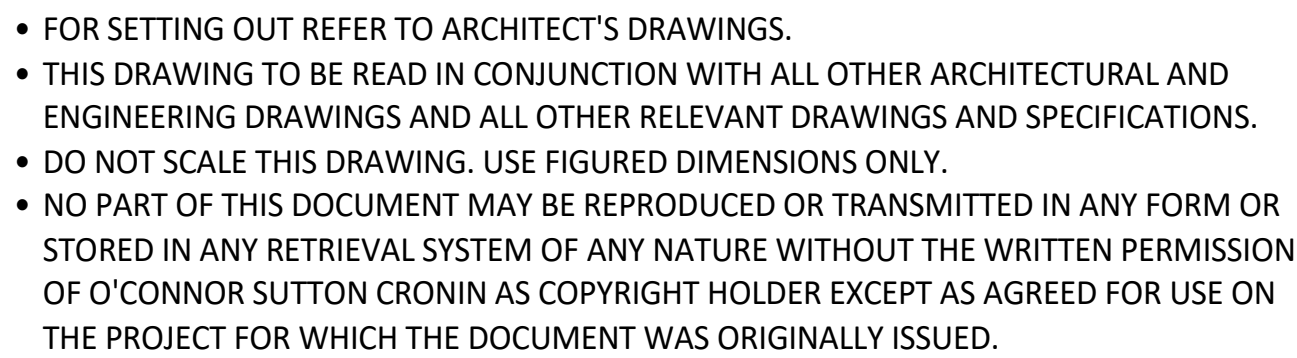 • FOR SETTING OUT REFER TO ARCHITECT'S DRAWINGS.
• THIS DRAWING TO BE READ IN CONJUNCTION WITH ALL OTHER ARCHITECTURAL AND
ENGINEERING DRAWINGS AND ALL OTHER RELEVANT DRAWINGS AND SPECIFICATIONS.
• DO NOT SCALE THIS DRAWING. USE FIGURED DIMENSIONS ONLY.
• NO PART OF THIS DOCUMENT MAY BE REPRODUCED OR TRANSMITTED IN ANY FORM OR
STORED IN ANY RETRIEVAL SYSTEM OF ANY NATURE WITHOUT THE WRITTEN PERMISSION
OF O'CONNOR SUTTON CRONIN AS COPYRIGHT HOLDER EXCEPT AS AGREED FOR USE ON
THE PROJECT FOR WHICH THE DOCUMENT WAS ORIGINALLY ISSUED.